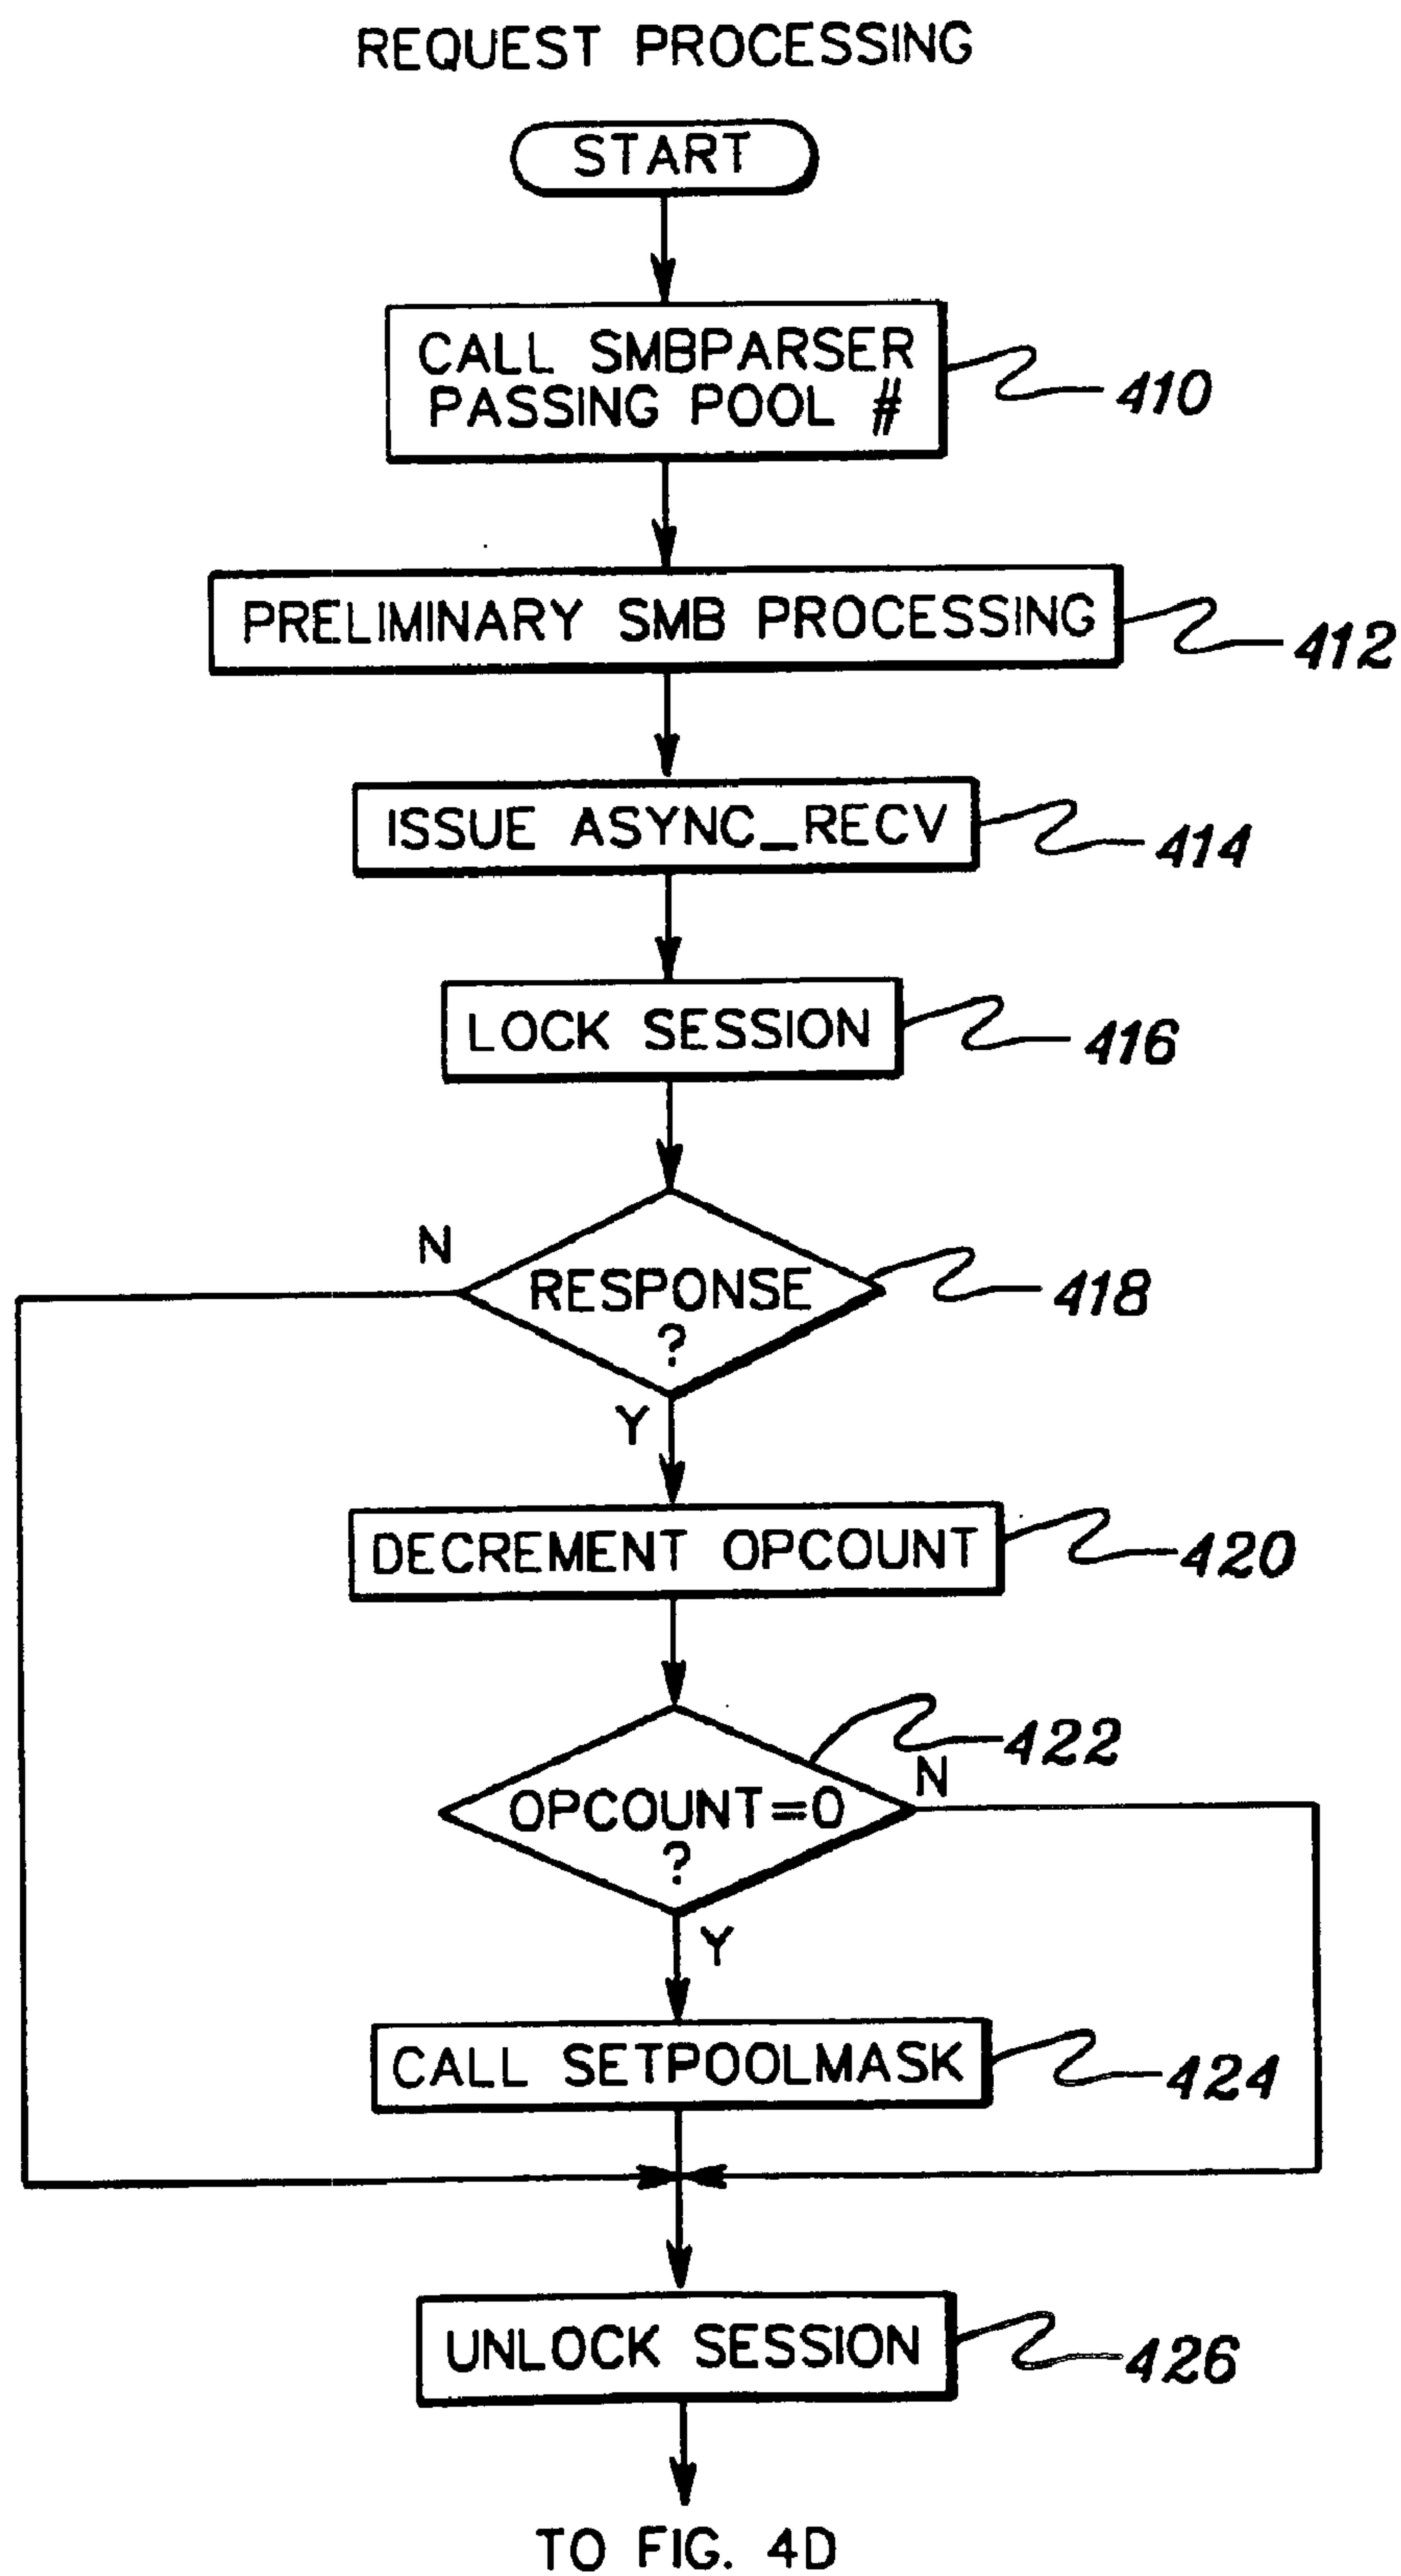 REQUEST PROCESSING
START
CALL SMBPARSER
PASSING POOL #
410
PRELIMINARY SMB PROCESSING
412
ISSUE ASYNC_RECV
414
LOCK SESSION
416
N
RESPONSE
?
418
Y
DECREMENT OPCOUNT
420
422
N
OPCOUNT=0
?
Y
CALL SETPOOLMASK
424
UNLOCK SESSION
426
TO FIG. 4D